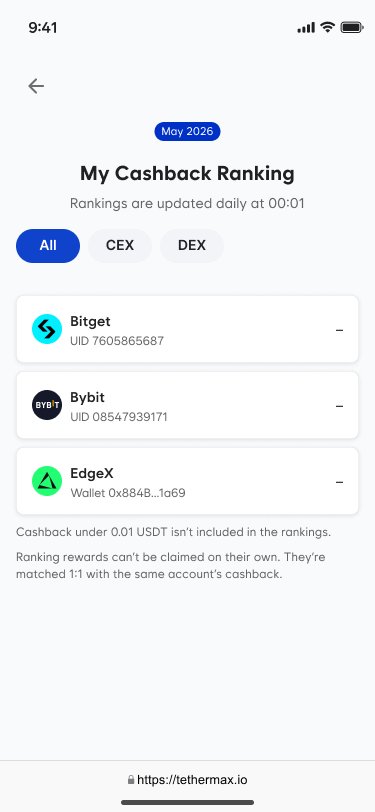 9:41
May 2026
My Cashback Ranking
Rankings are updated daily at 00:01
All CEX DEX
Bitget
UID 7605865687
–
BYBIT
Bybit
UID 08547939171
–
EdgeX
Wallet 0x884B...1a69
–
Cashback under 0.01 USDT isn’t included in the rankings.
Ranking rewards can’t be claimed on their own. They’re
matched 1:1 with the same account’s cashback.
https://tethermax.io